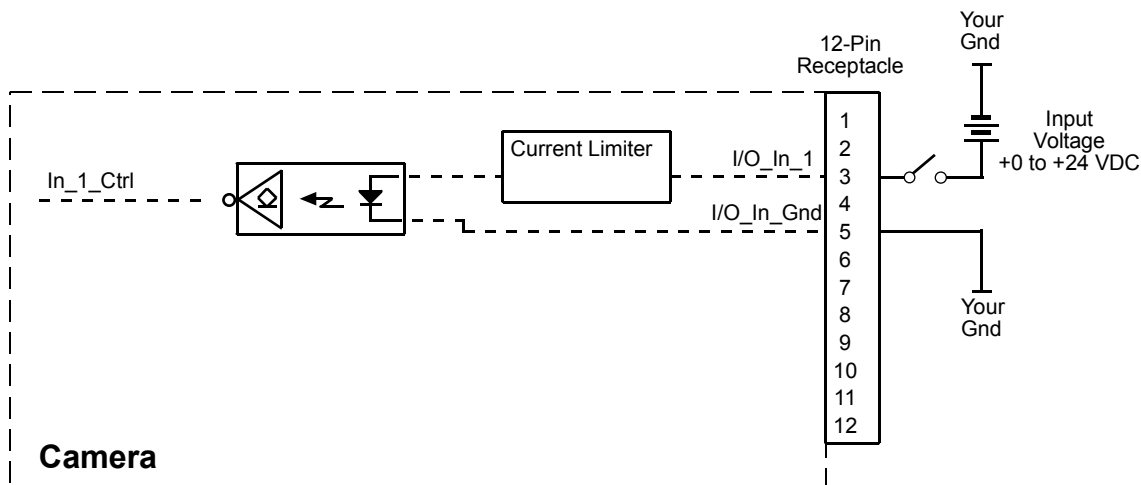 Your
Gnd
12-Pin
Receptacle
Input
Voltage
+0 to +24 VDC
Current Limiter
I/O_In_1
In_1_Ctrl
I/O_In_Gnd
1
2
3
4
5
6
7
8
9
10
11
12
Your
Gnd
Camera